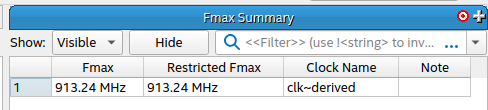 Fmax Summary
Show: Visible Hide <<Filter>> (use !<string> to inv... ...
Fmax Restricted Fmax Clock Name Note
1 913.24 MHz 913.24 MHz clk~derived